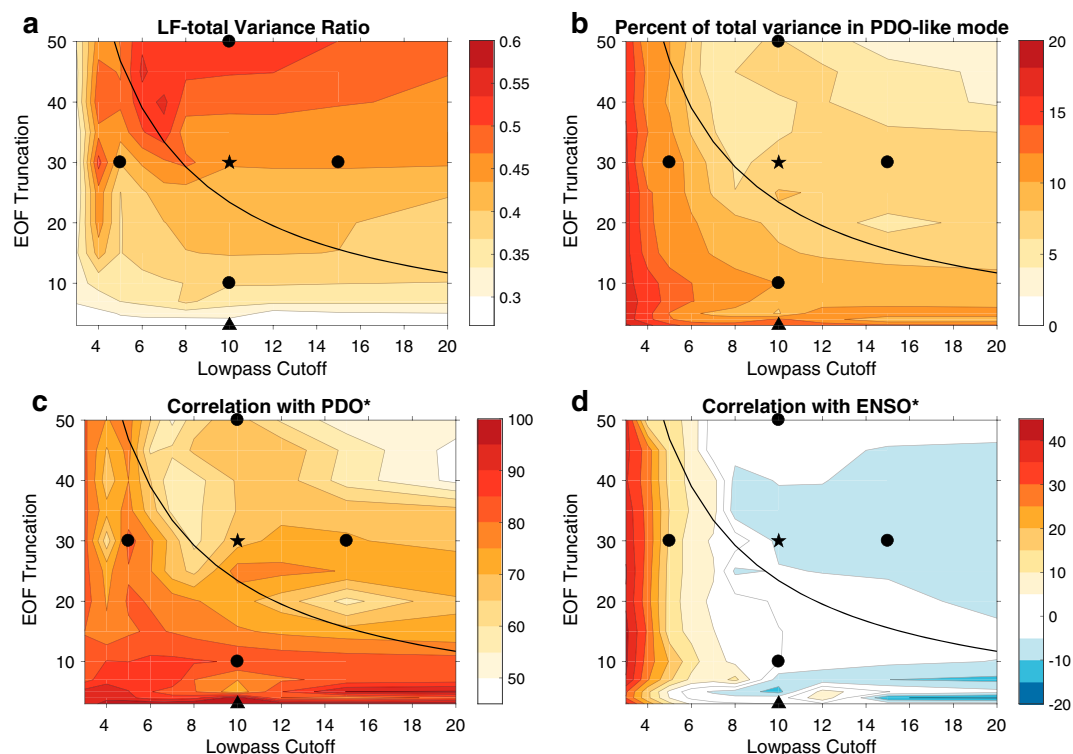 a
LF-total Variance Ratio
50
40
30
20
10
EOF Truncation
4 6 8 10 12 14 16 18 20
Lowpass Cutoff
0.6
0.55
0.5
0.45
0.4
0.35
0.3
b
Percent of total variance in PDO-like mode
50
40
30
20
10
EOF Truncation
4 6 8 10 12 14 16 18 20
Lowpass Cutoff
20
15
10
5
0
c
Correlation with PDO*
50
40
30
20
10
EOF Truncation
4 6 8 10 12 14 16 18 20
Lowpass Cutoff
100
90
80
70
60
50
d
Correlation with ENSO*
50
40
30
20
10
EOF Truncation
4 6 8 10 12 14 16 18 20
Lowpass Cutoff
40
30
20
10
0
-10
-20